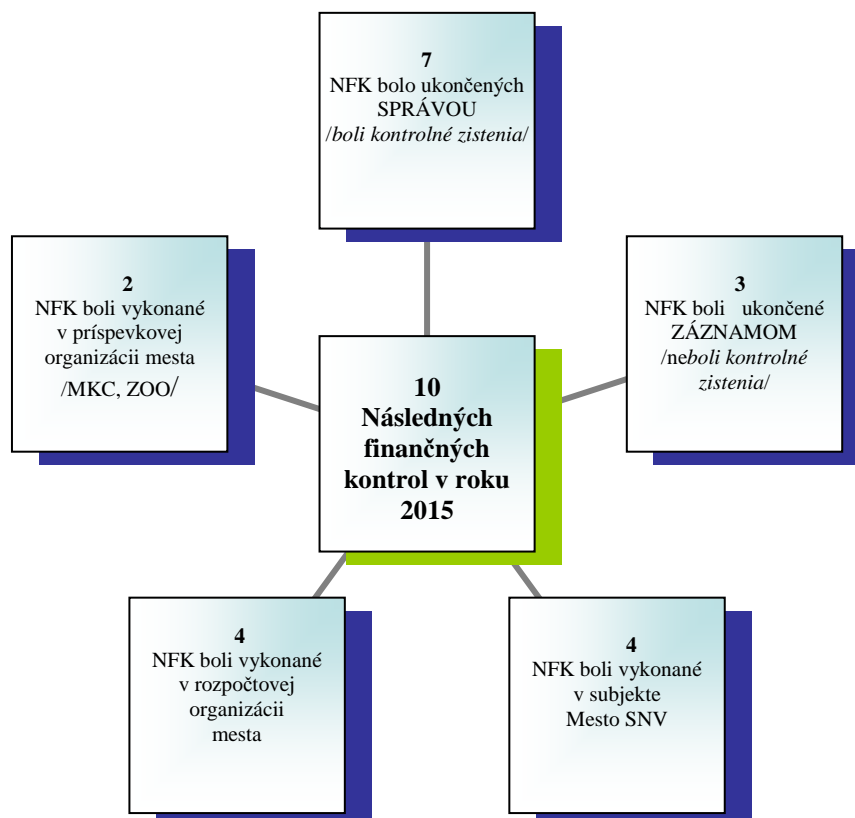 7
NFK bolo ukončených
SPRÁVOU
/boli kontrolné zistenia/
2
NFK boli vykonané
v príspevkovej
organizácii mesta
/MKC, ZOO/
3
NFK boli ukončené
ZÁZNAMOM
/neboli kontrolné
zistenia/
10
Následných
finančných
kontrol v roku
2015
4
NFK boli vykonané
v rozpočtovej
organizácii
mesta
4
NFK boli vykonané
v subjekte
Mesto SNV